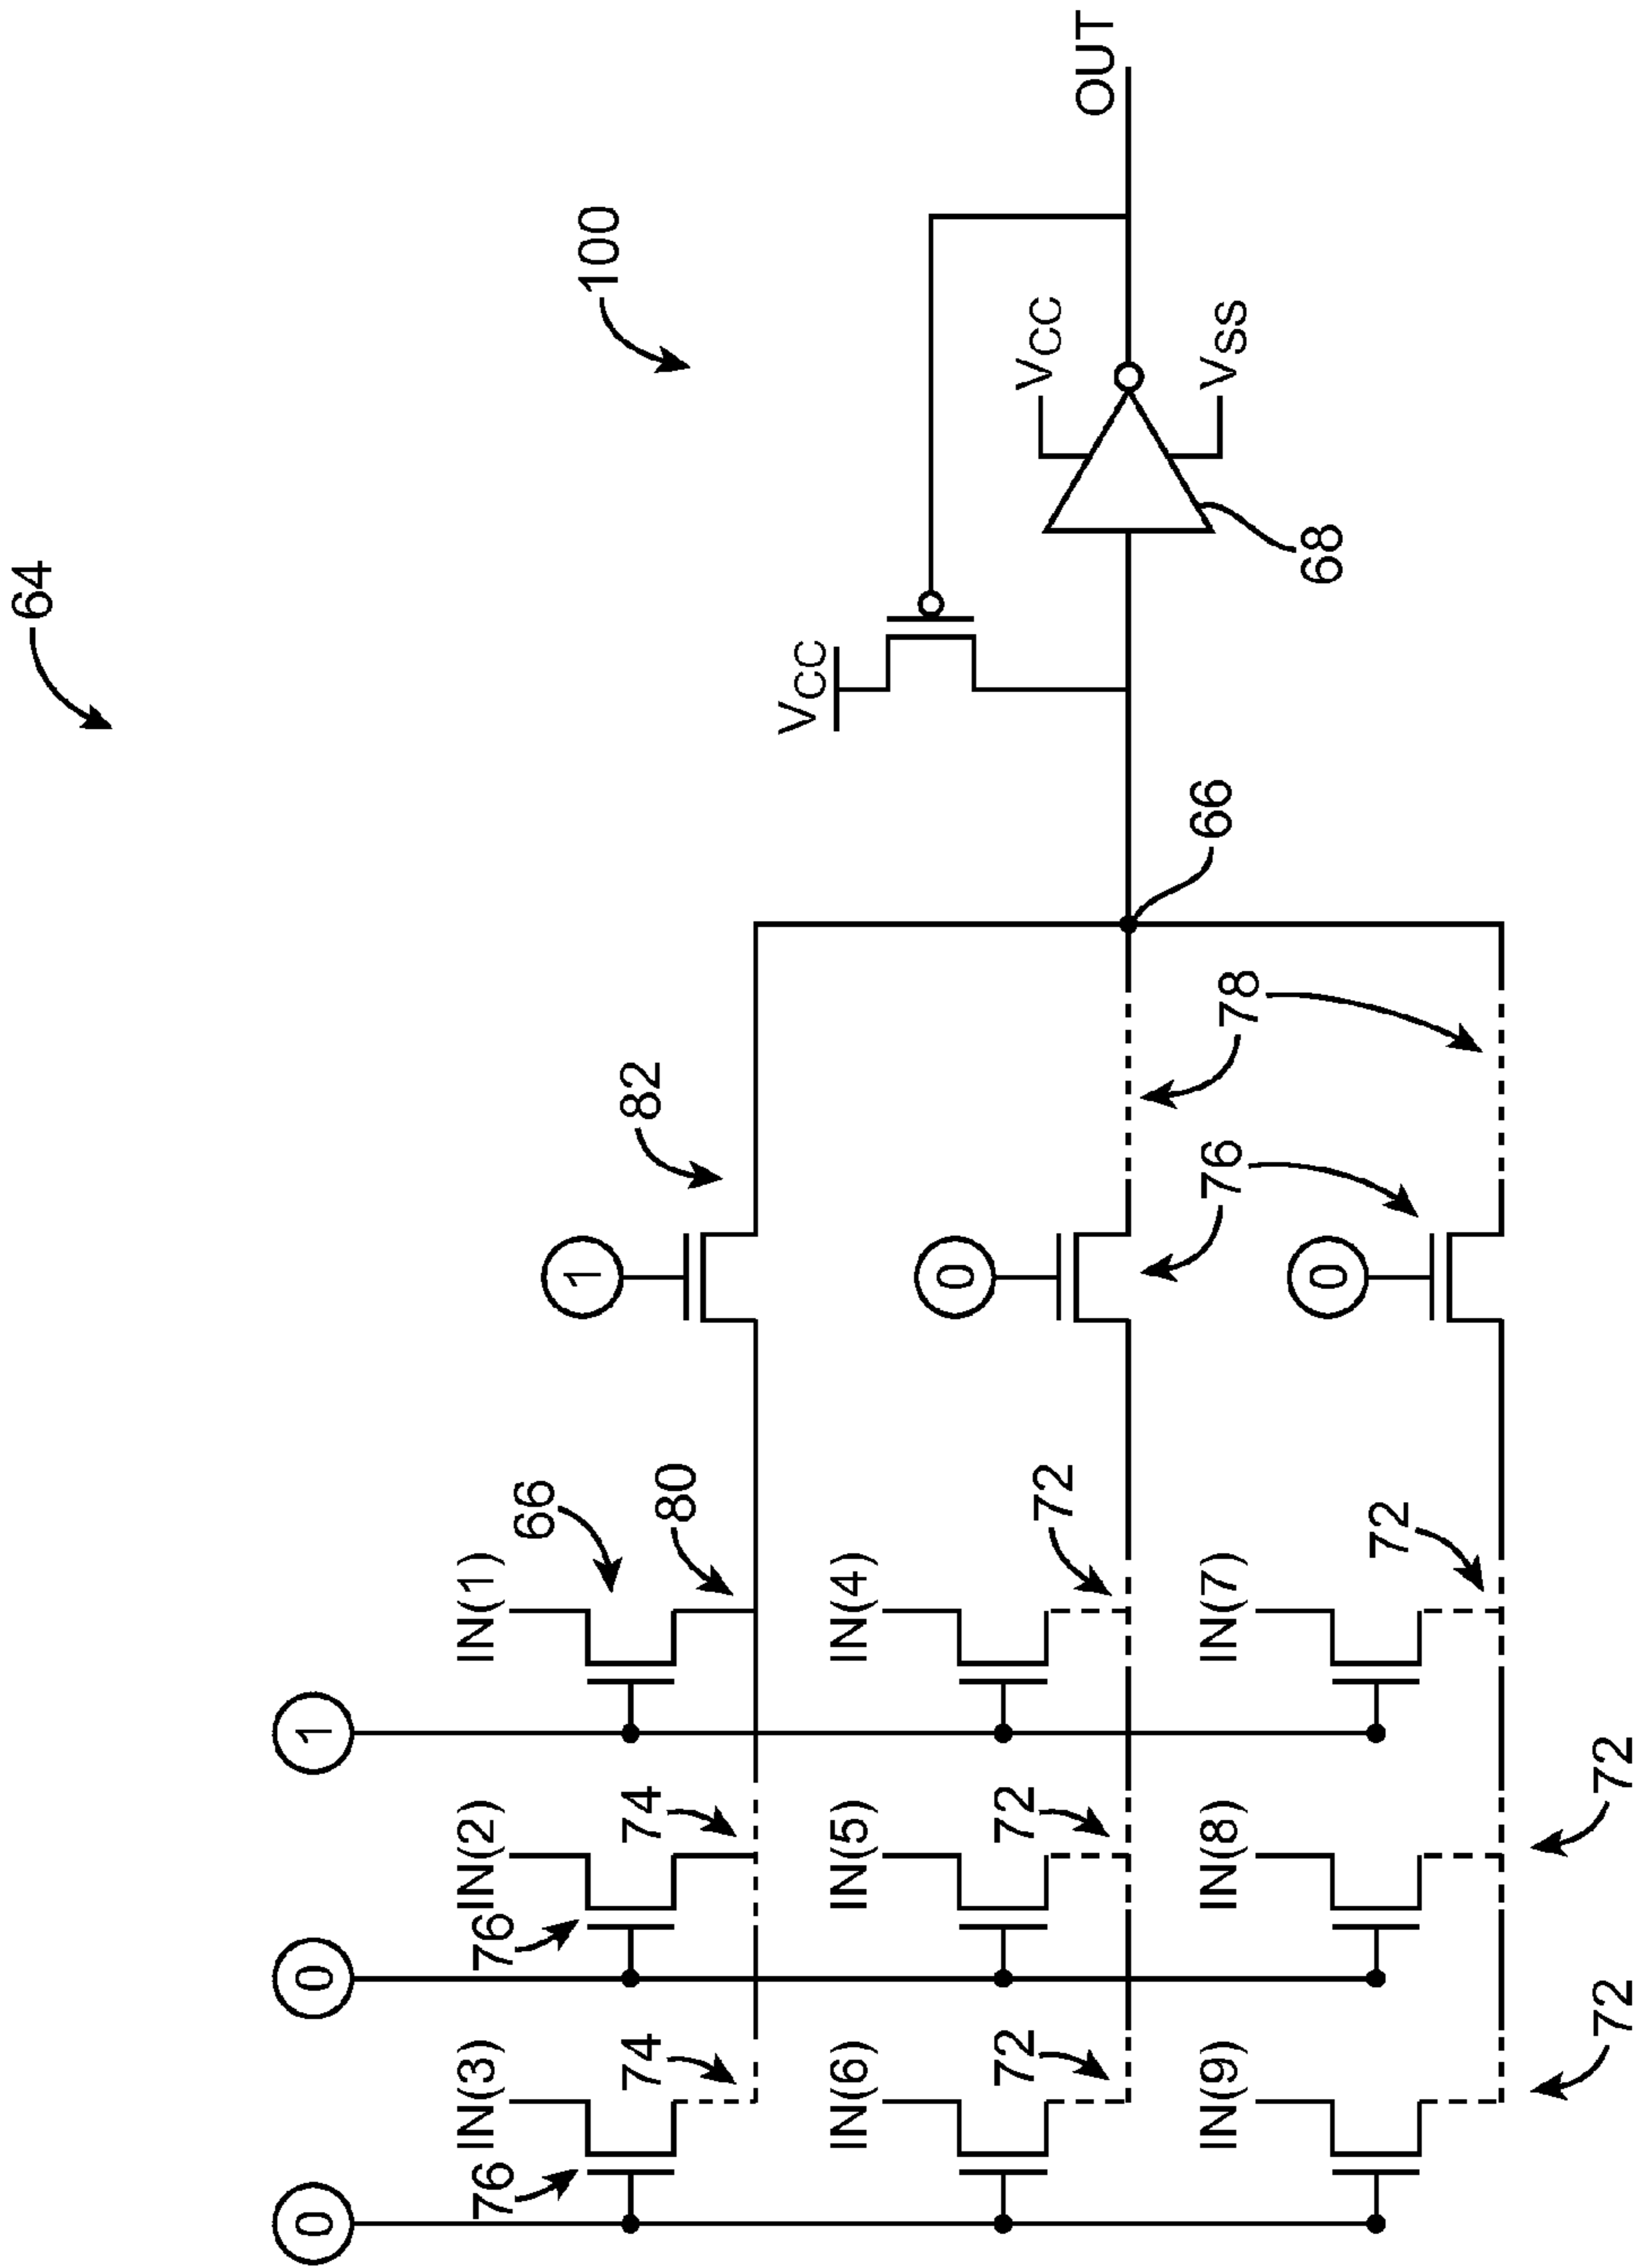 64
100
OUT
VCC
VSS
68
VCC
66
82
78
76
1
0
0
66
80
72
72
IN(1)
IN(4)
IN(7)
1
74
72
72
IN(2)
IN(5)
IN(8)
76
0
74
72
72
IN(3)
IN(6)
IN(9)
76
0